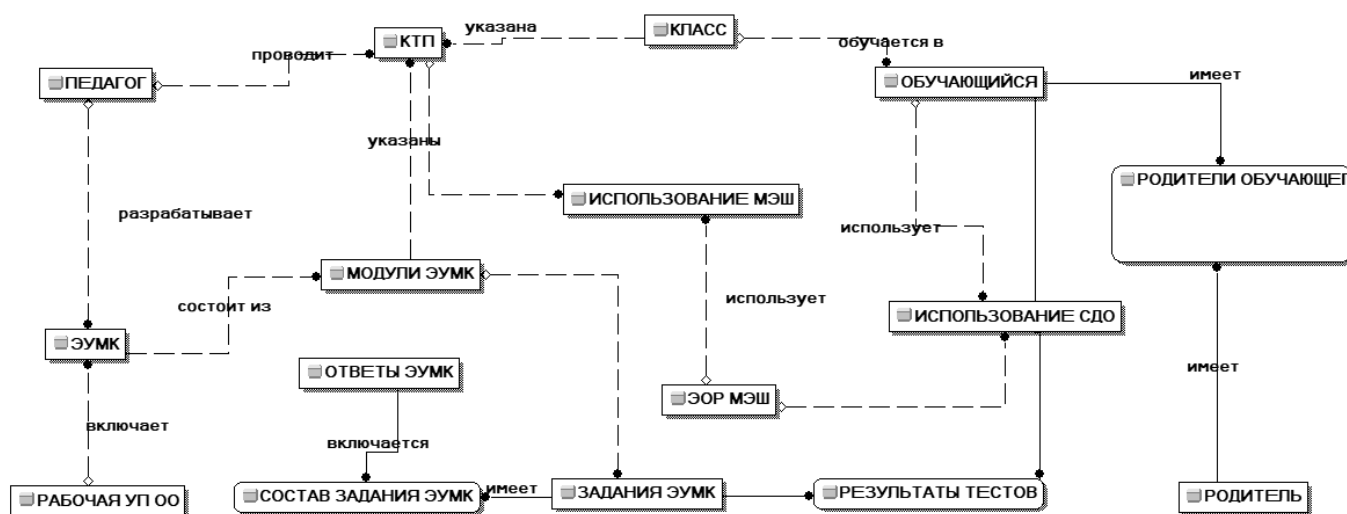 указана
КЛАСС
КТП
обучается в
проводит
ПЕДАГОГ
ОБУЧАЮЩИЙСЯ
имеет
указаны
РОДИТЕЛИ ОБУЧАЮЩЕГ
ИСПОЛЬЗОВАНИЕ МЭШ
разрабатывает
использует
МОДУЛИ ЭУМК
состоит из
использует
ИСПОЛЬЗОВАНИЕ СДО
ЭУМК
ОТВЕТЫ ЭУМК
имеет
ЭОР МЭШ
включает
включается
РАБОЧАЯ УП ОО
СОСТАВ ЗАДАНИЯ ЭУМК
имеет
ЗАДАНИЯ ЭУМК
РЕЗУЛЬТАТЫ ТЕСТОВ
РОДИТЕЛЬ